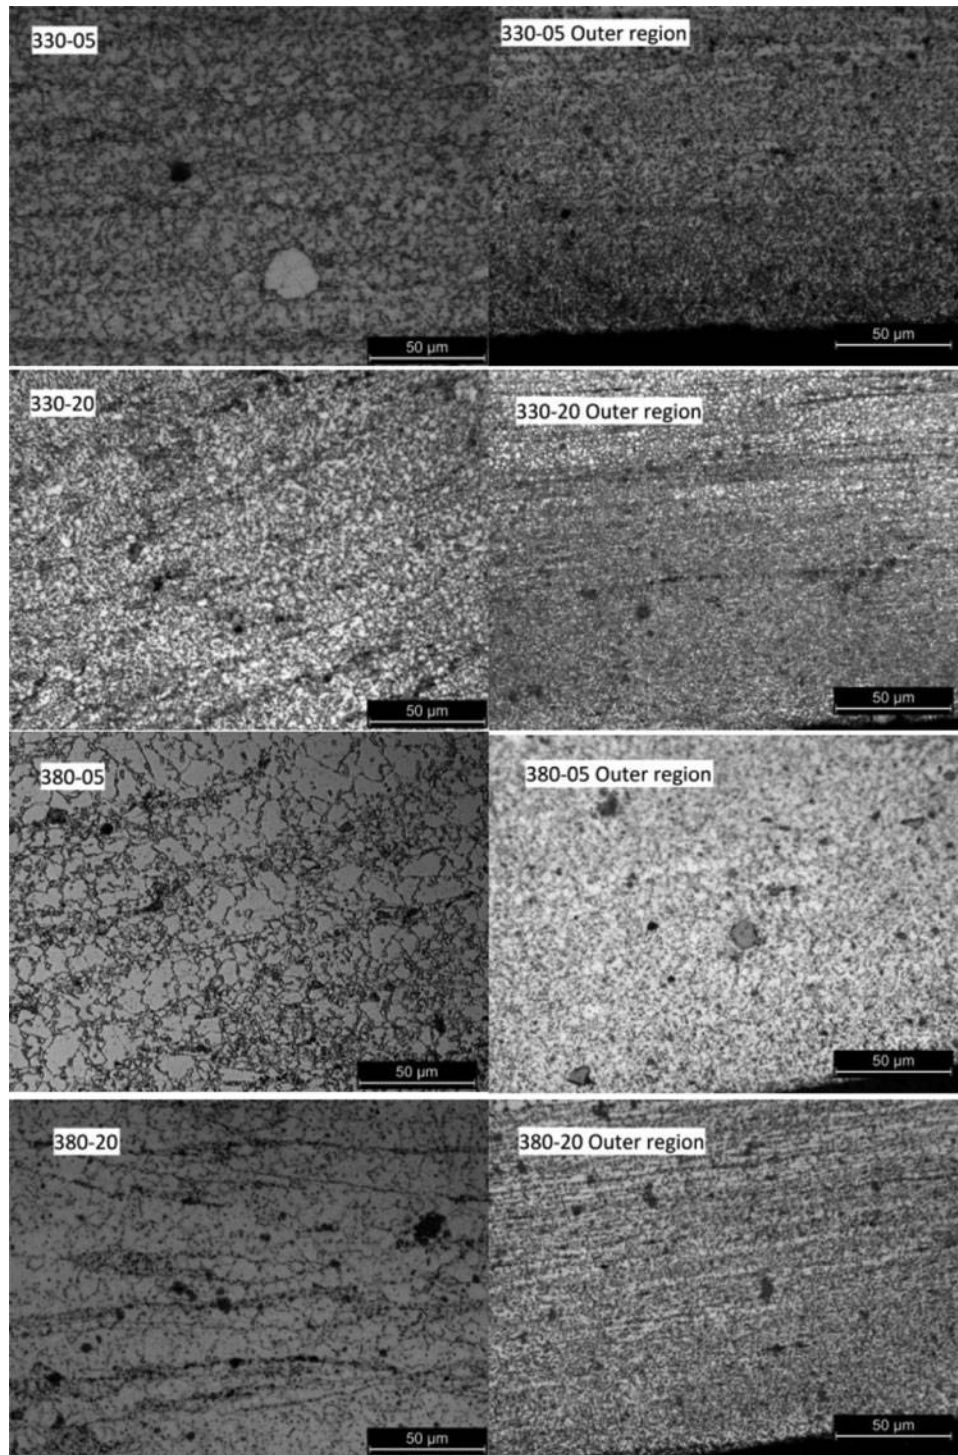 330-05
330-05 Outer region
50 µm
50 µm
330-20
330-20 Outer region
50 µm
50 µm
380-05
380-05 Outer region
50 µm
50 µm
380-20
380-20 Outer region
50 µm
50 µm